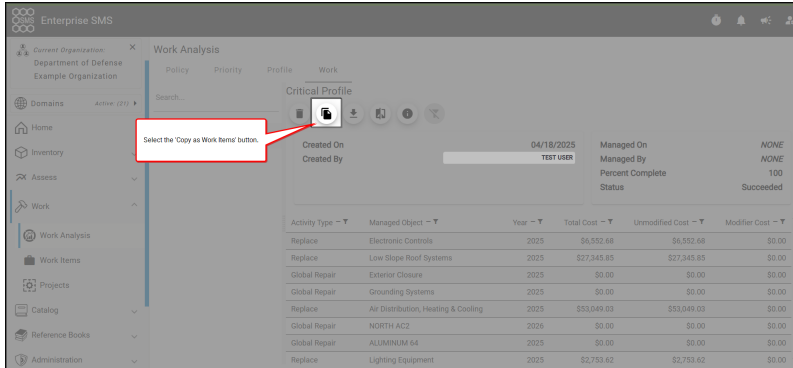 SMS Enterprise SMS
Current Organization:
Department of Defense
Example Organization
Domains Active: (21)
Home
Inventory
Assess
Work
Work Analysis
Work Items
Projects
Catalog
Reference Books
Administration
Work Analysis
Policy Priority Profile Work
Search...
Critical Profile
Select the 'Copy as Work Items' button.
Created On 04/18/2025
Created By TEST USER
Managed On NONE
Managed By NONE
Percent Complete 100
Status Succeeded
Activity Type Managed Object Year Total Cost Unmodified Cost Modifier Cost
Replace Electronic Controls 2025 $6,552.68 $6,552.68 $0.00
Replace Low Slope Roof Systems 2025 $27,345.85 $27,345.85 $0.00
Global Repair Exterior Closure 2025 $0.00 $0.00 $0.00
Global Repair Grounding Systems 2025 $0.00 $0.00 $0.00
Replace Air Distribution, Heating & Cooling 2025 $53,049.03 $53,049.03 $0.00
Global Repair NORTH AC2 2026 $0.00 $0.00 $0.00
Global Repair ALUMINUM 64 2025 $0.00 $0.00 $0.00
Replace Lighting Equipment 2025 $2,753.62 $2,753.62 $0.00